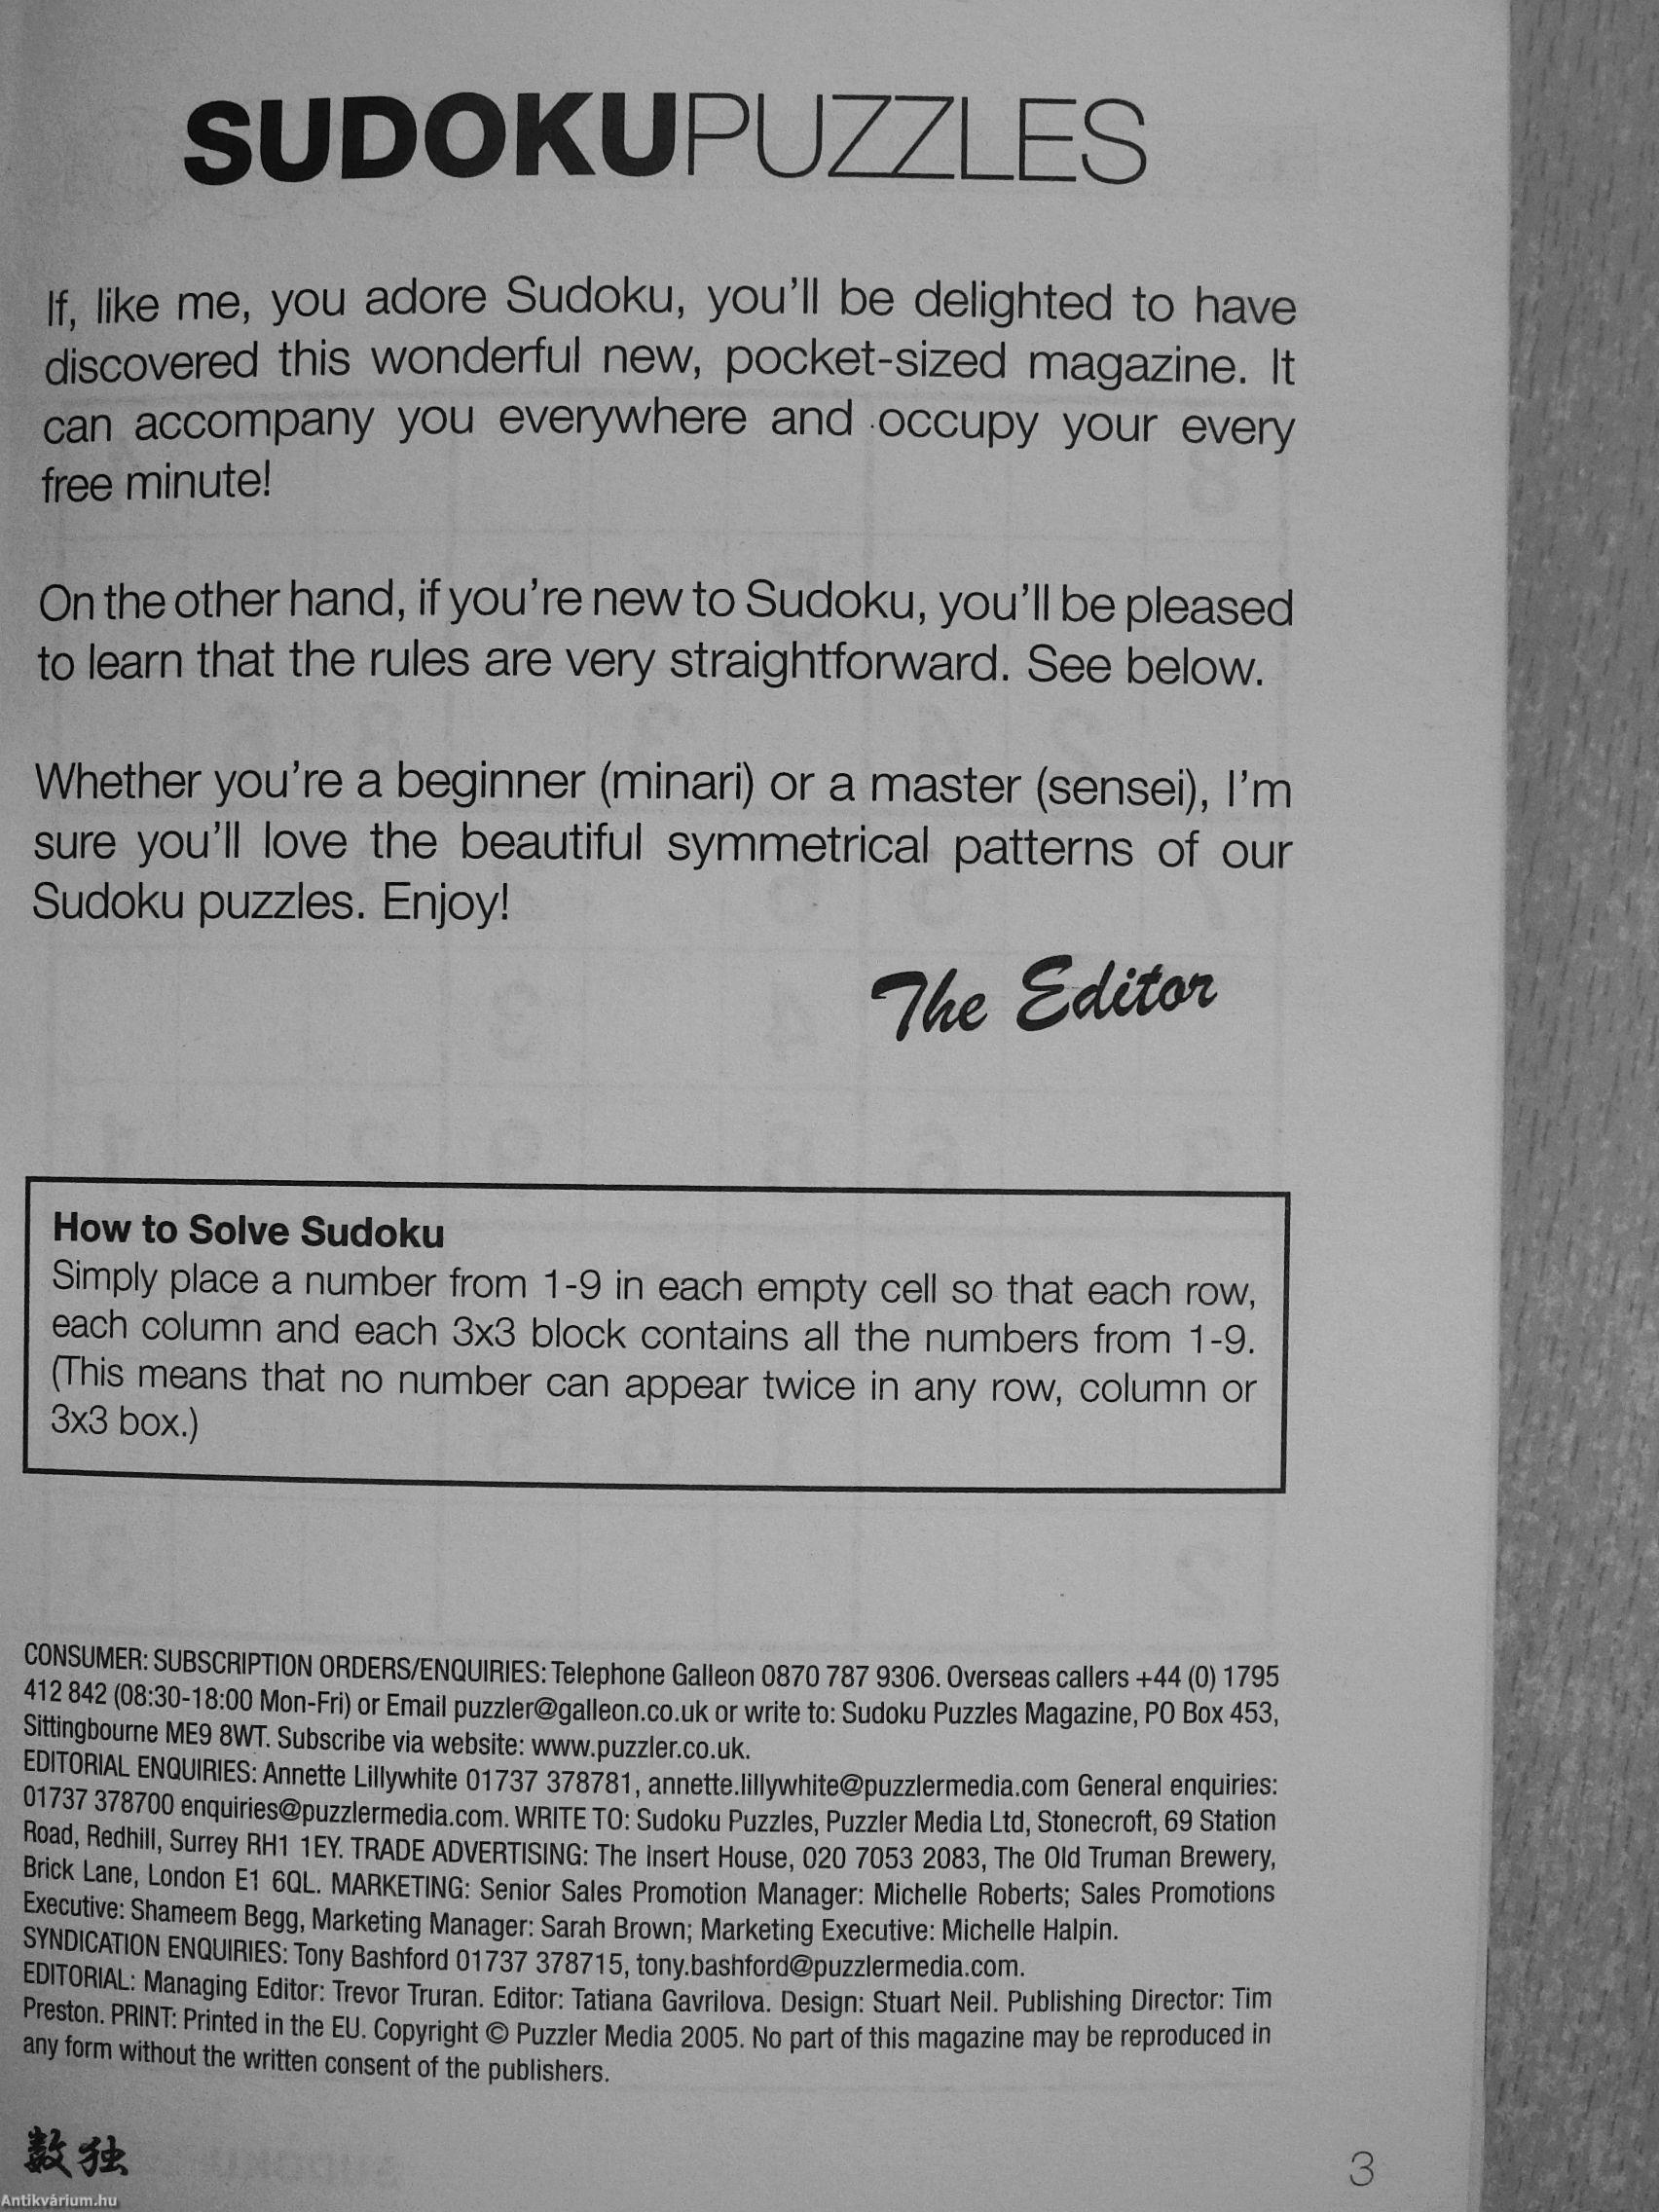 SUDOKUPUZZLES
If, like me, you adore Sudoku, you'll be delighted to have
discovered this wonderful new, pocket-sized magazine. It
can accompany you everywhere and occupy your every
free minute!
On the other hand, if you're new to Sudoku, you'll be pleased
to learn that the rules are very straightforward. See below.
Whether you're a beginner (minari) or a master (sensei), I'm
sure you'll love the beautiful symmetrical patterns of our
Sudoku puzzles. Enjoy!
The Editor
How to Solve Sudoku
Simply place a number from 1-9 in each empty cell so that each row,
each column and each 3x3 block contains all the numbers from 1-9.
(This means that no number can appear twice in any row, column or
3x3 box.)
CONSUMER: SUBSCRIPTION ORDERS/ENQUIRIES: Telephone Galleon 0870 787 9306. Overseas callers +44 (0) 1795
412 842 (08:30-18:00 Mon-Fri) or Email puzzler@galleon.co.uk or write to: Sudoku Puzzles Magazine, PO Box 453,
Sittingbourne ME9 8WT. Subscribe via website: www.puzzler.co.uk.
EDITORIAL ENQUIRIES: Annette Lillywhite 01737 378781, annette.lillywhite@puzzlermedia.com General enquiries:
01737 378700 enquiries@puzzlermedia.com. WRITE TO: Sudoku Puzzles, Puzzler Media Ltd, Stonecroft, 69 Station
Road, Redhill, Surrey RH1 1EY. TRADE ADVERTISING: The Insert House, 020 7053 2083, The Old Truman Brewery,
Brick Lane, London E1 6QL. MARKETING: Senior Sales Promotion Manager: Michelle Roberts; Sales Promotions
Executive: Shameem Begg, Marketing Manager: Sarah Brown; Marketing Executive: Michelle Halpin.
SYNDICATION ENQUIRIES: Tony Bashford 01737 378715, tony.bashford@puzzlermedia.com.
EDITORIAL: Managing Editor: Trevor Truran. Editor: Tatiana Gavrilova. Design: Stuart Neil. Publishing Director: Tim
Preston. PRINT: Printed in the EU. Copyright © Puzzler Media 2005. No part of this magazine may be reproduced in
any form without the written consent of the publishers.
数独
3
Antikvárium.hu